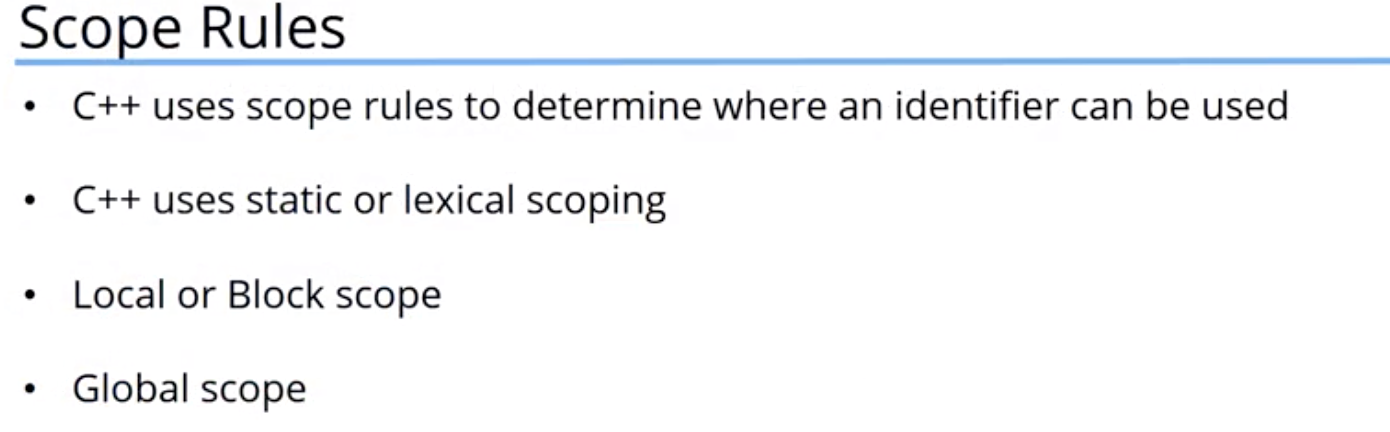 Scope Rules
• C++ uses scope rules to determine where an identifier can be used
• C++ uses static or lexical scoping
• Local or Block scope
• Global scope